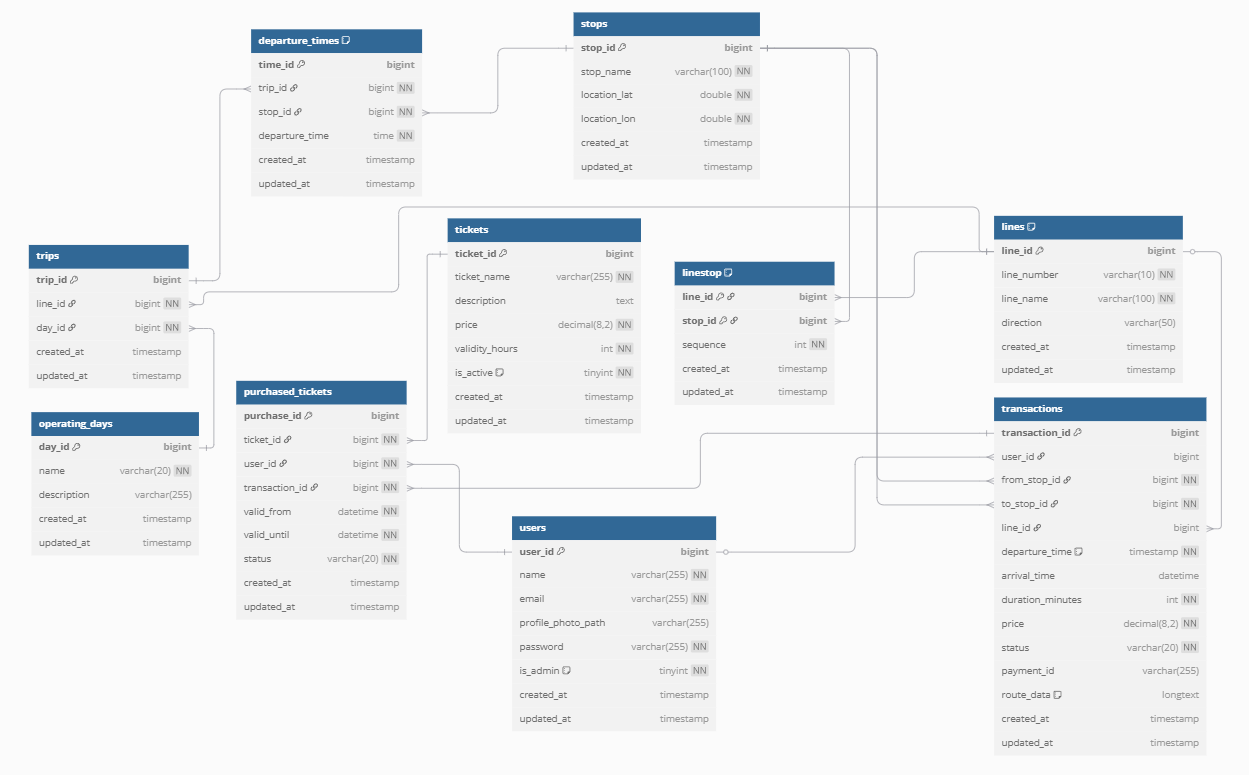 departure_times
time_id bigint
trip_id bigint NN
stop_id bigint NN
departure_time time NN
created_at timestamp
updated_at timestamp
stops
stop_id bigint
stop_name varchar(100) NN
location_lat double NN
location_lon double NN
created_at timestamp
updated_at timestamp
trips
trip_id bigint
line_id bigint NN
day_id bigint NN
created_at timestamp
updated_at timestamp
tickets
ticket_id bigint
ticket_name varchar(255) NN
description text
price decimal(8,2) NN
validity_hours int NN
is_active tinyint NN
created_at timestamp
updated_at timestamp
linestop
line_id bigint
stop_id bigint
sequence int NN
created_at timestamp
updated_at timestamp
lines
line_id bigint
line_number varchar(10) NN
line_name varchar(100) NN
direction varchar(50)
created_at timestamp
updated_at timestamp
operating_days
day_id bigint
name varchar(20) NN
description varchar(255)
created_at timestamp
updated_at timestamp
purchased_tickets
purchase_id bigint
ticket_id bigint NN
user_id bigint NN
transaction_id bigint NN
valid_from datetime NN
valid_until datetime NN
status varchar(20) NN
created_at timestamp
updated_at timestamp
users
user_id bigint
name varchar(255) NN
email varchar(255) NN
profile_photo_path varchar(255)
password varchar(255) NN
is_admin tinyint NN
created_at timestamp
updated_at timestamp
transactions
transaction_id bigint
user_id bigint
from_stop_id bigint NN
to_stop_id bigint NN
line_id bigint
departure_time timestamp NN
arrival_time datetime
duration_minutes int NN
price decimal(8,2) NN
status varchar(20) NN
payment_id varchar(255)
route_data longtext
created_at timestamp
updated_at timestamp